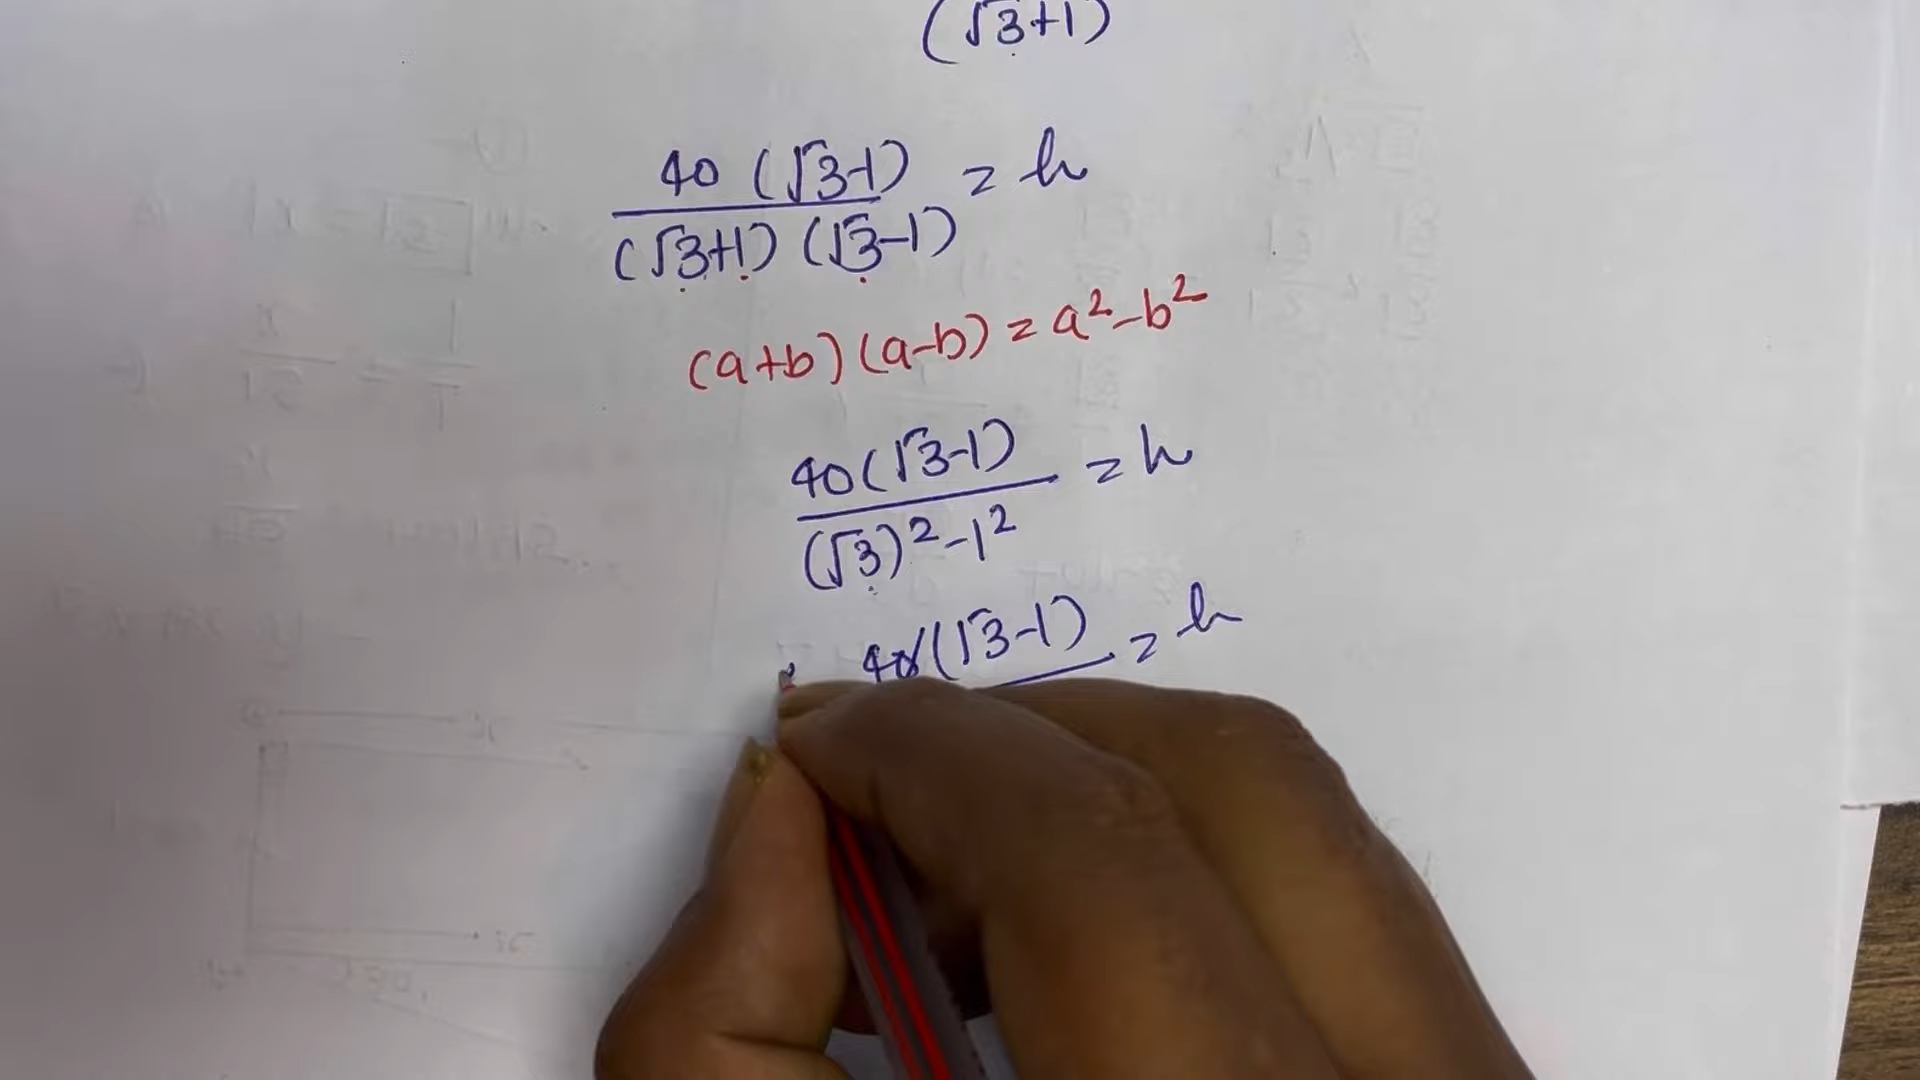 (√3+1)
40 (√3-1) = h
(√3+1) (√3-1)
(a+b) (a-b) = a²-b²
40(√3-1) = h
(√3)²-1²
40(√3-1) = h